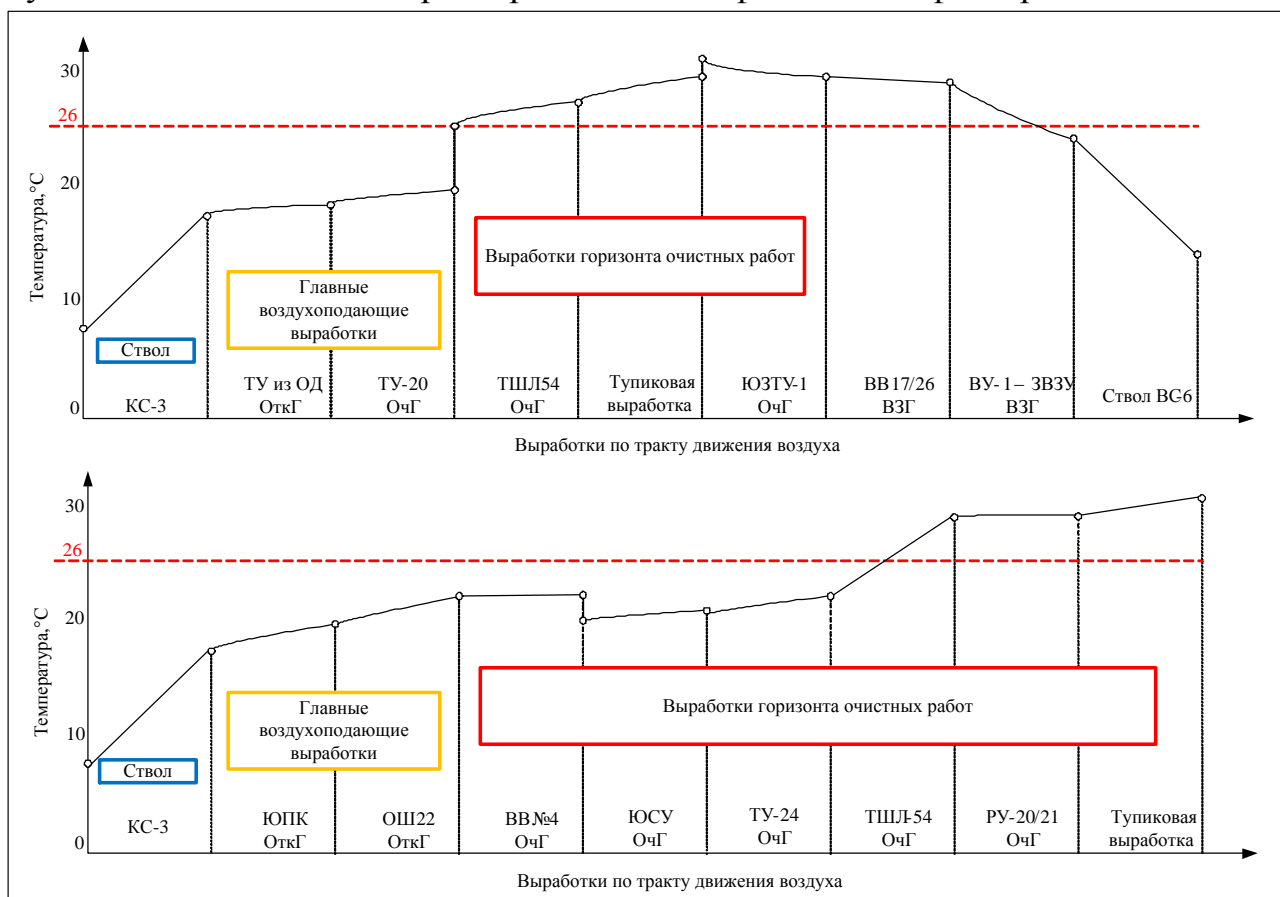 30
26
20
10
0
Температура,°С
Выработки горизонта очистных работ
Главные
воздухоподающие
выработки
Ствол
КС-3
ТУ из ОД
ОткГ
ТУ-20
ОчГ
ТШЛ54
ОчГ
Тупиковая
выработка
ЮЗТУ-1
ОчГ
ВВ17/26
ВЗГ
ВУ-1 – ЗВЗУ
ВЗГ
Ствол ВС-6
Выработки по тракту движения воздуха
30
26
20
10
0
Температура,°С
Главные
воздухоподающие
выработки
Выработки горизонта очистных работ
Ствол
КС-3
ЮПК
ОткГ
ОШ22
ОткГ
ВВ№4
ОчГ
ЮСУ
ОчГ
ТУ-24
ОчГ
ТШЛ-54
ОчГ
РУ-20/21
ОчГ
Тупиковая
выработка
Выработки по тракту движения воздуха